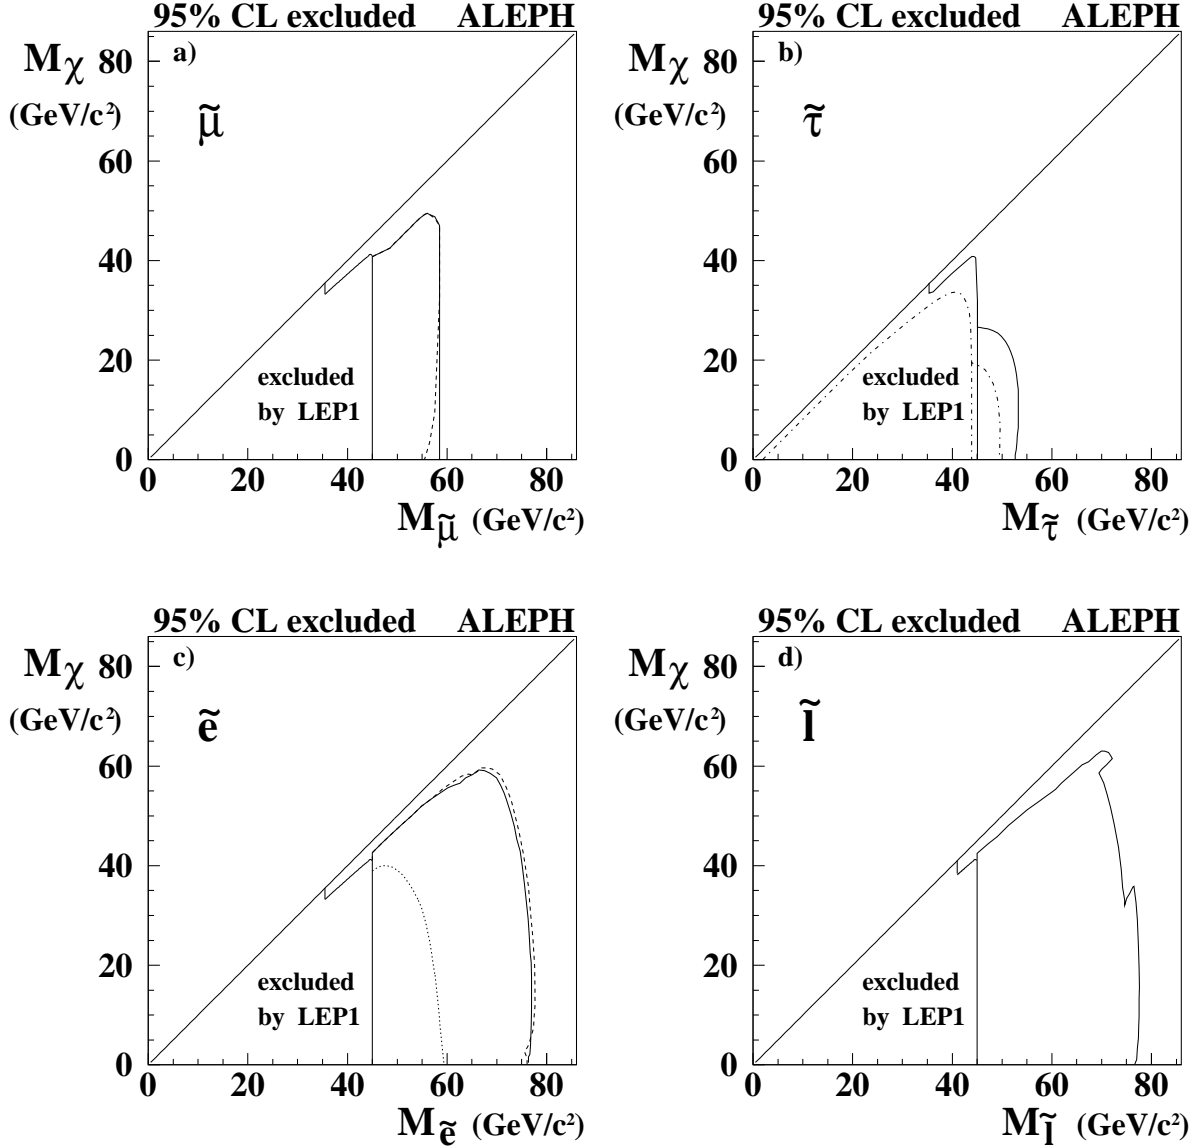 95% CL excluded ALEPH
a)
Mχ 80
(GeV/c²)
μ̃
60
40
20
excluded
by LEP1
0
0 20 40 60 80
M_μ̃ (GeV/c²)
95% CL excluded ALEPH
b)
Mχ 80
(GeV/c²)
τ̃
60
40
20
excluded
by LEP1
0
0 20 40 60 80
M_τ̃ (GeV/c²)
95% CL excluded ALEPH
c)
Mχ 80
(GeV/c²)
ẽ
60
40
20
excluded
by LEP1
0
0 20 40 60 80
M_ẽ (GeV/c²)
95% CL excluded ALEPH
d)
Mχ 80
(GeV/c²)
l̃
60
40
20
excluded
by LEP1
0
0 20 40 60 80
M_l̃ (GeV/c²)